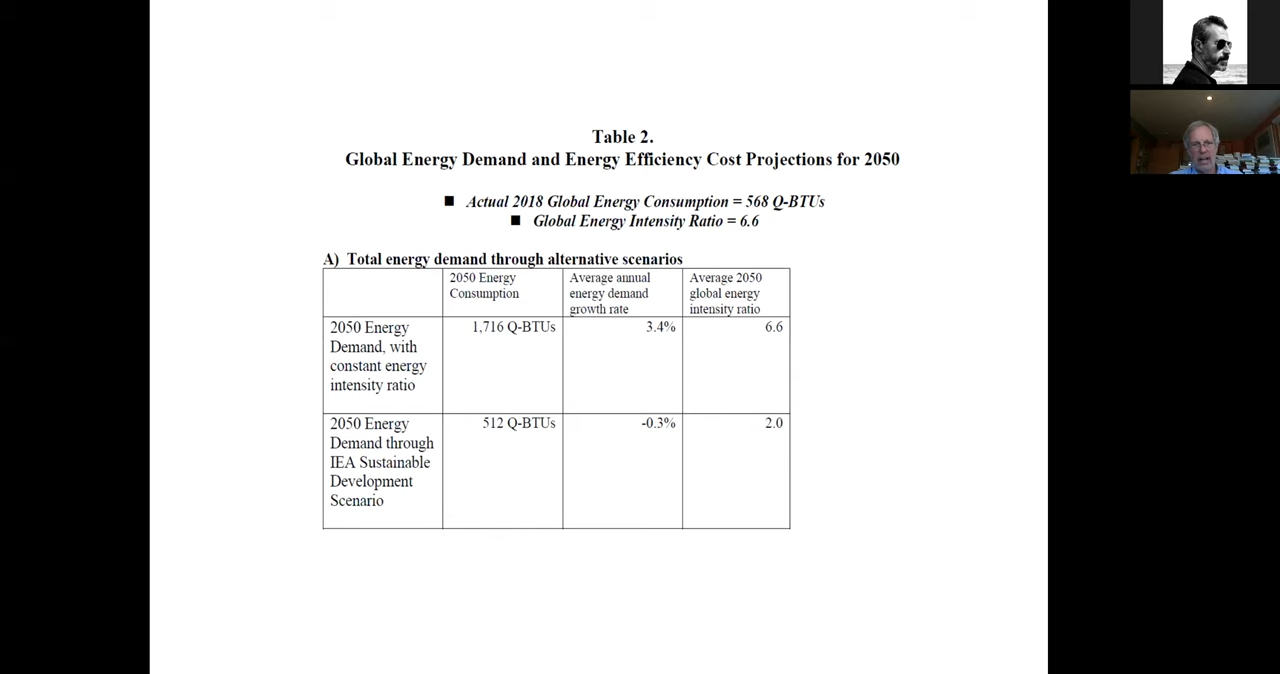 Table 2.
Global Energy Demand and Energy Efficiency Cost Projections for 2050
■ Actual 2018 Global Energy Consumption = 568 Q-BTUs
■ Global Energy Intensity Ratio = 6.6
A) Total energy demand through alternative scenarios
2050 Energy
Consumption
Average annual
energy demand
growth rate
Average 2050
global energy
intensity ratio
2050 Energy
Demand, with
constant energy
intensity ratio
1,716 Q-BTUs
3.4%
6.6
2050 Energy
Demand through
IEA Sustainable
Development
Scenario
512 Q-BTUs
-0.3%
2.0